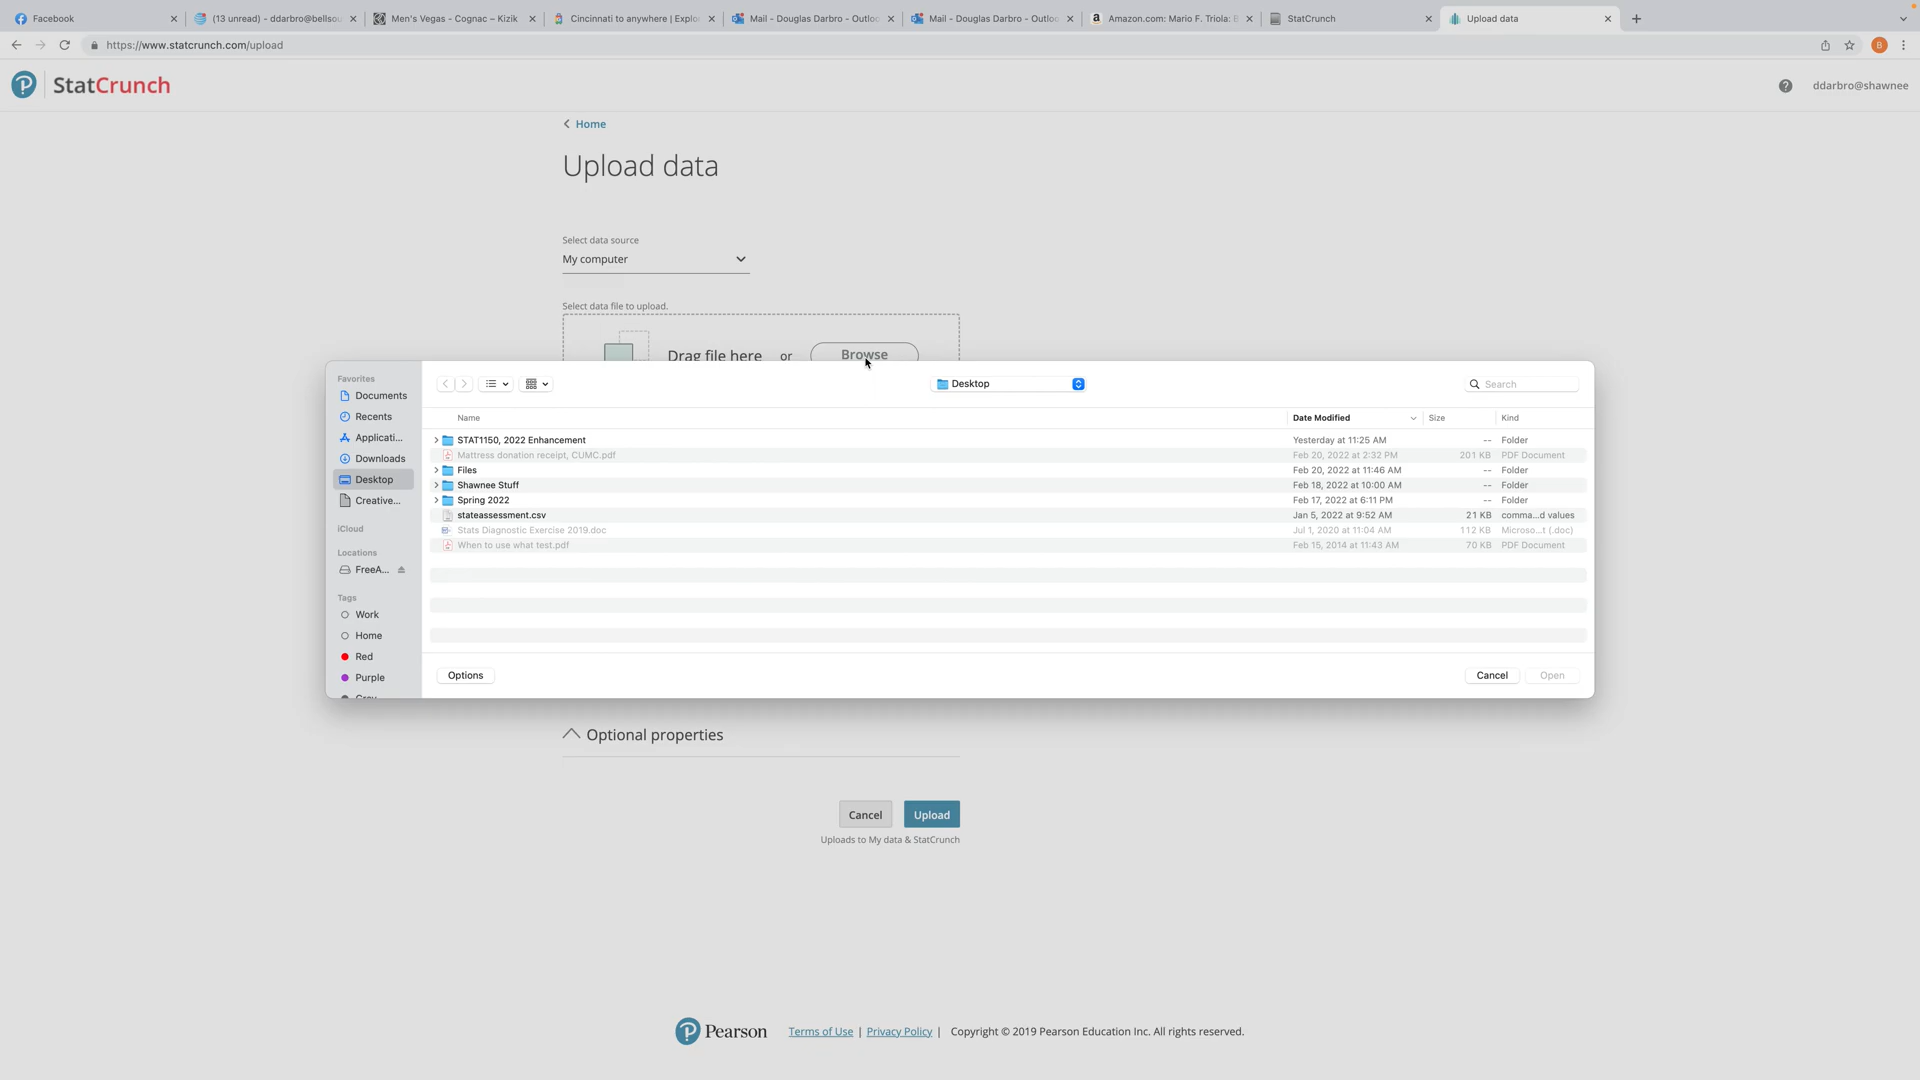 Facebook
(13 unread) - ddarbro@bellsou
Men's Vegas - Cognac – Kizik
Cincinnati to anywhere | Explo
Mail - Douglas Darbro - Outloo
Mail - Douglas Darbro - Outloo
Amazon.com: Mario F. Triola: E
StatCrunch
Upload data
https://www.statcrunch.com/upload
B
StatCrunch
ddarbro@shawnee
Home
Upload data
Select data source
My computer
Select data file to upload.
Drag file here or Browse
Favorites
Documents
Recents
Applicati...
Downloads
Desktop
Creative...
iCloud
Locations
FreeA...
Tags
Work
Home
Red
Purple
Gray
Desktop
Search
Name Date Modified Size Kind
STAT1150, 2022 Enhancement Yesterday at 11:25 AM -- Folder
Mattress donation receipt, CUMC.pdf Feb 20, 2022 at 2:32 PM 201 KB PDF Document
Files Feb 20, 2022 at 11:46 AM -- Folder
Shawnee Stuff Feb 18, 2022 at 10:00 AM -- Folder
Spring 2022 Feb 17, 2022 at 6:11 PM -- Folder
stateassessment.csv Jan 5, 2022 at 9:52 AM 21 KB comma...d values
Stats Diagnostic Exercise 2019.doc Jul 1, 2020 at 11:04 AM 112 KB Microso...t (.doc)
When to use what test.pdf Feb 15, 2014 at 11:43 AM 70 KB PDF Document
Options Cancel Open
Optional properties
Cancel Upload
Uploads to My data & StatCrunch
Pearson Terms of Use | Privacy Policy | Copyright © 2019 Pearson Education Inc. All rights reserved.